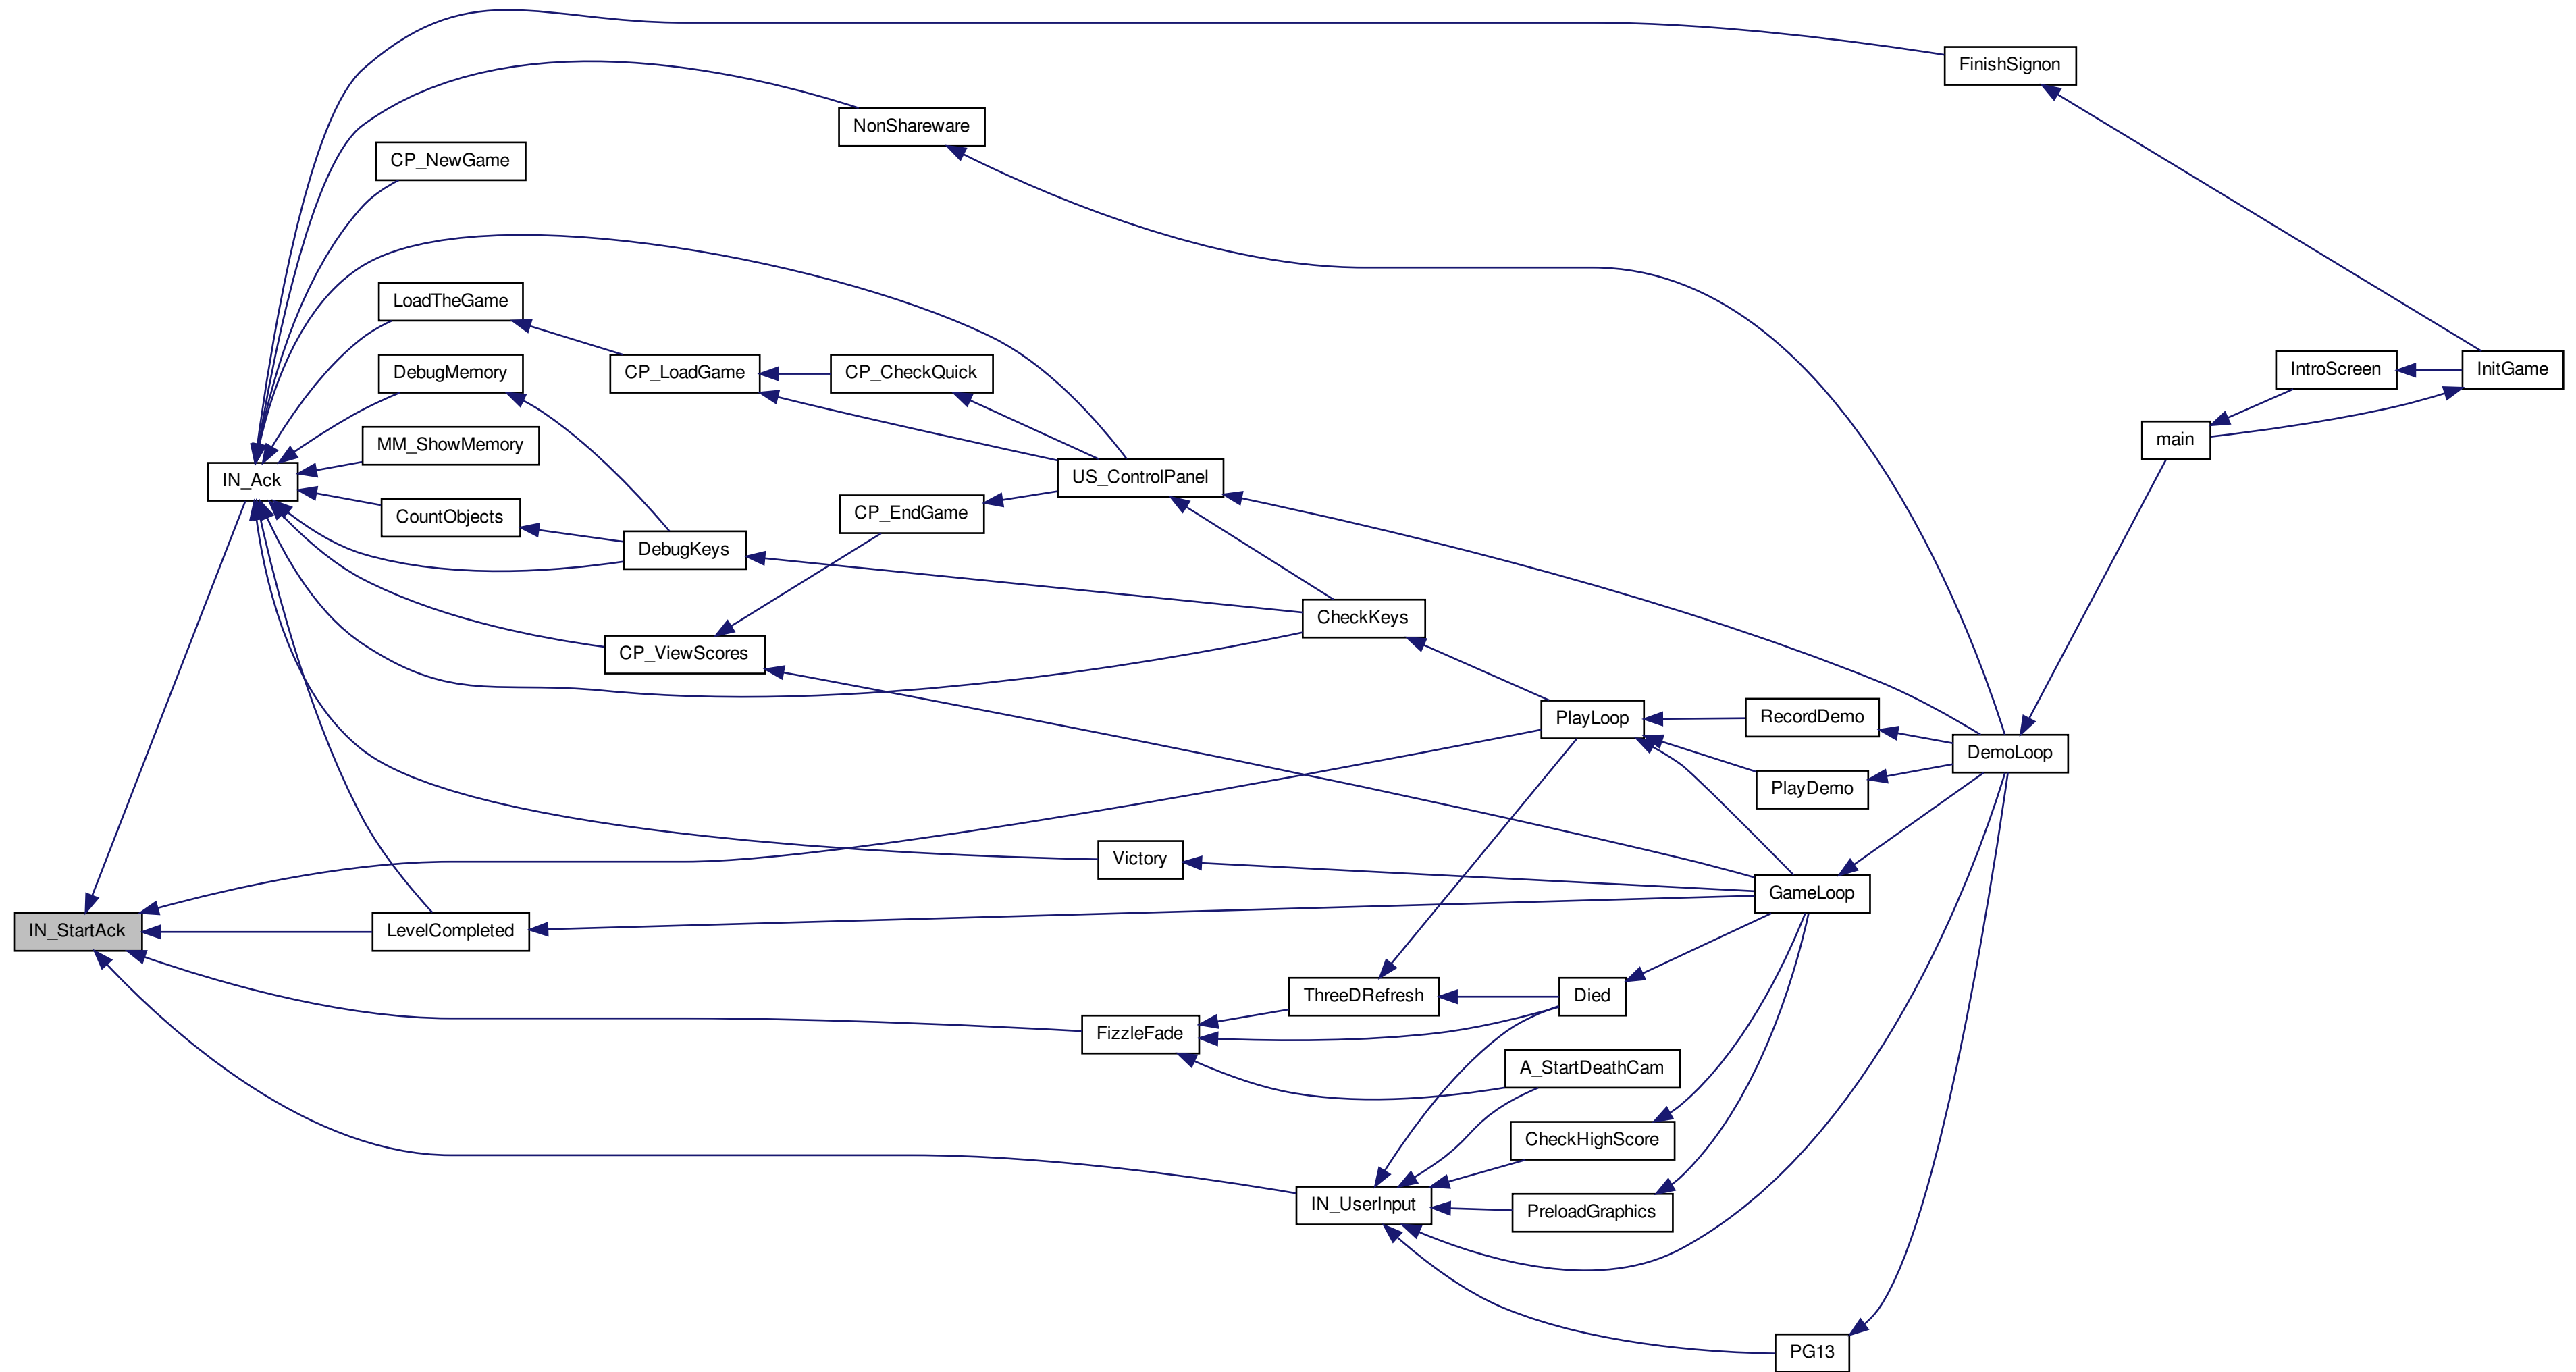 FinishSignon
NonShareware
CP_NewGame
LoadTheGame
DebugMemory
CP_LoadGame
CP_CheckQuick
IntroScreen
InitGame
main
MM_ShowMemory
IN_Ack
US_ControlPanel
CountObjects
CP_EndGame
DebugKeys
CheckKeys
CP_ViewScores
PlayLoop
RecordDemo
DemoLoop
PlayDemo
Victory
GameLoop
IN_StartAck
LevelCompleted
ThreeDRefresh
Died
FizzleFade
A_StartDeathCam
CheckHighScore
IN_UserInput
PreloadGraphics
PG13